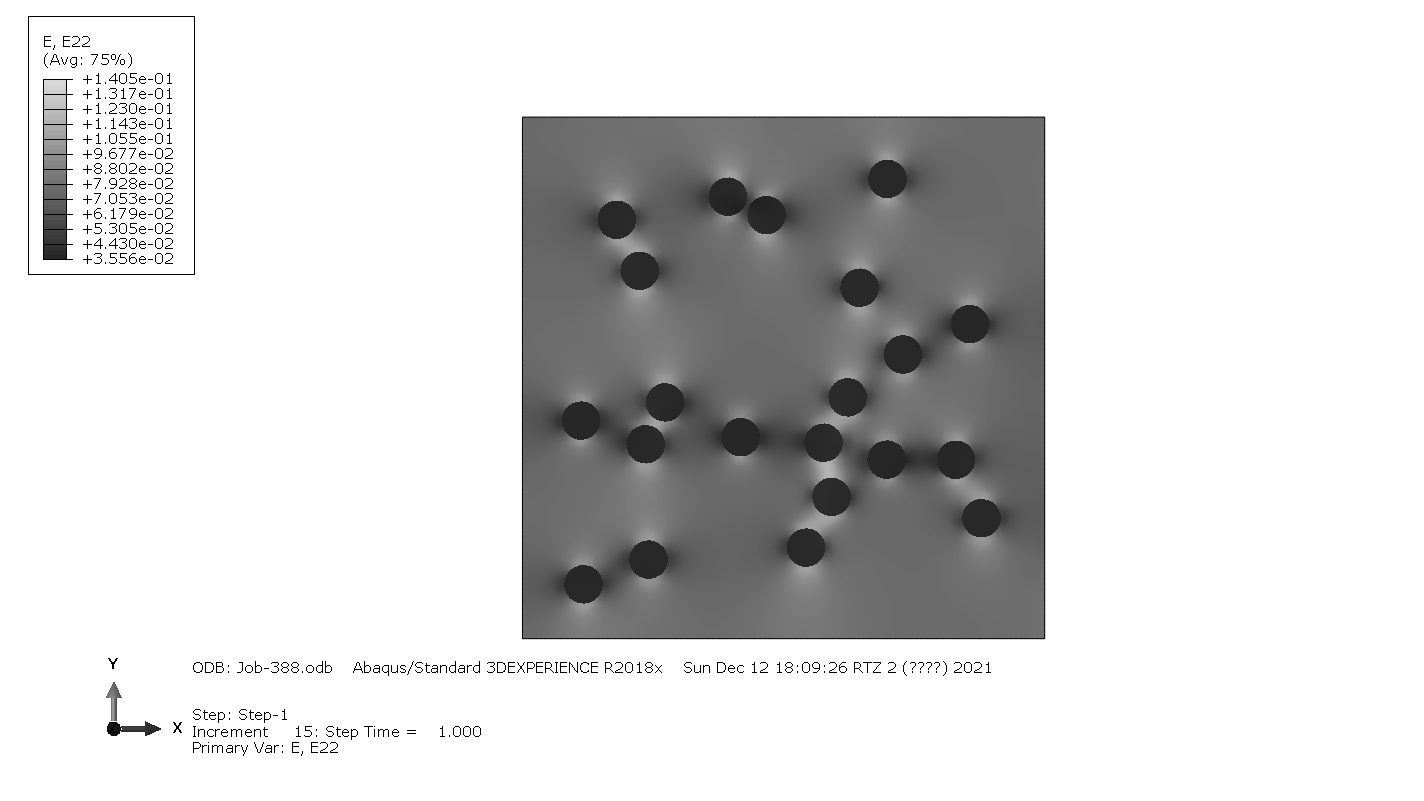 E, E22
(Avg: 75%)
+1.405e-01
+1.317e-01
+1.230e-01
+1.143e-01
+1.055e-01
+9.677e-02
+8.802e-02
+7.928e-02
+7.053e-02
+6.179e-02
+5.305e-02
+4.430e-02
+3.556e-02
Y
X
ODB: Job-388.odb Abaqus/Standard 3DEXPERIENCE R2018x Sun Dec 12 18:09:26 RTZ 2 (????) 2021
Step: Step-1
Increment 15: Step Time = 1.000
Primary Var: E, E22